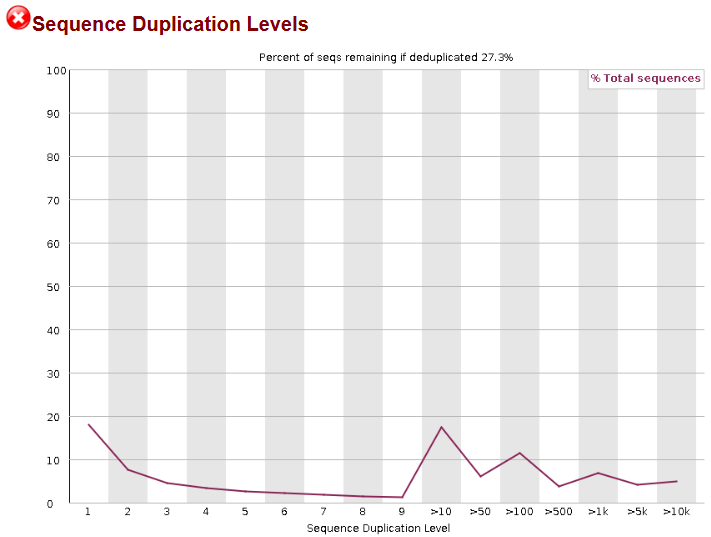 Sequence Duplication Levels
Percent of seqs remaining if deduplicated 27.3%
% Total sequences
100
90
80
70
60
50
40
30
20
10
0
1 2 3 4 5 6 7 8 9 >10 >50 >100 >500 >1k >5k >10k
Sequence Duplication Level